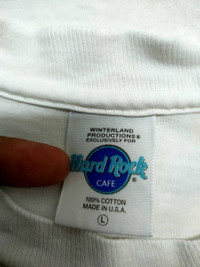 WINTERLAND
PRODUCTIONS®
EXCLUSIVELY FOR
Hard Rock
CAFE
®
100% COTTON
MADE IN U.S.A.
L